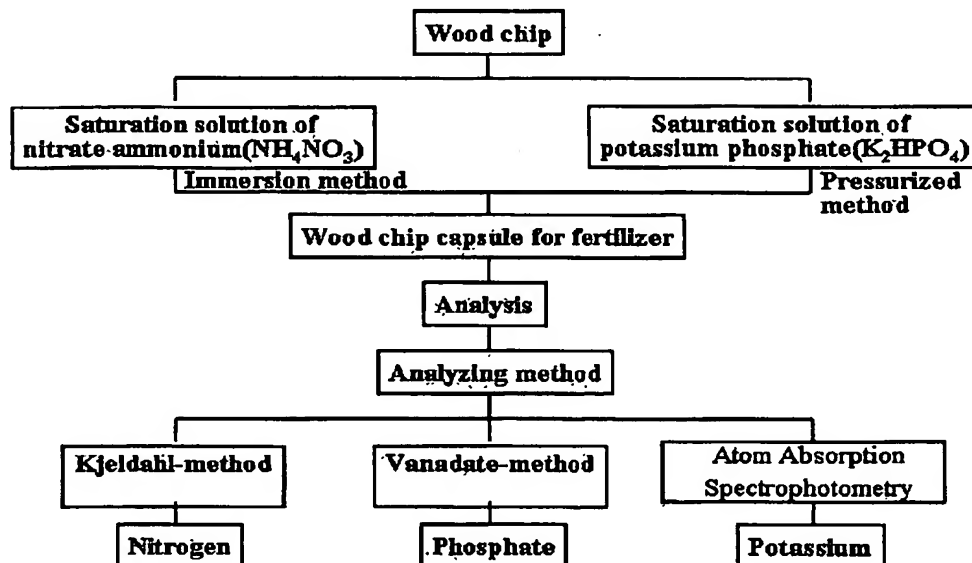 Wood chip
Saturation solution of
nitrate-ammonium(NH₄NO₃)
Saturation solution of
potassium phosphate(K₂HPO₄)
Immersion method
Pressurized
method
Wood chip capsule for fertilizer
Analysis
Analyzing method
Kjeldahl-method
Vanadate-method
Atom Absorption
Spectrophotometry
Nitrogen
Phosphate
Potassium